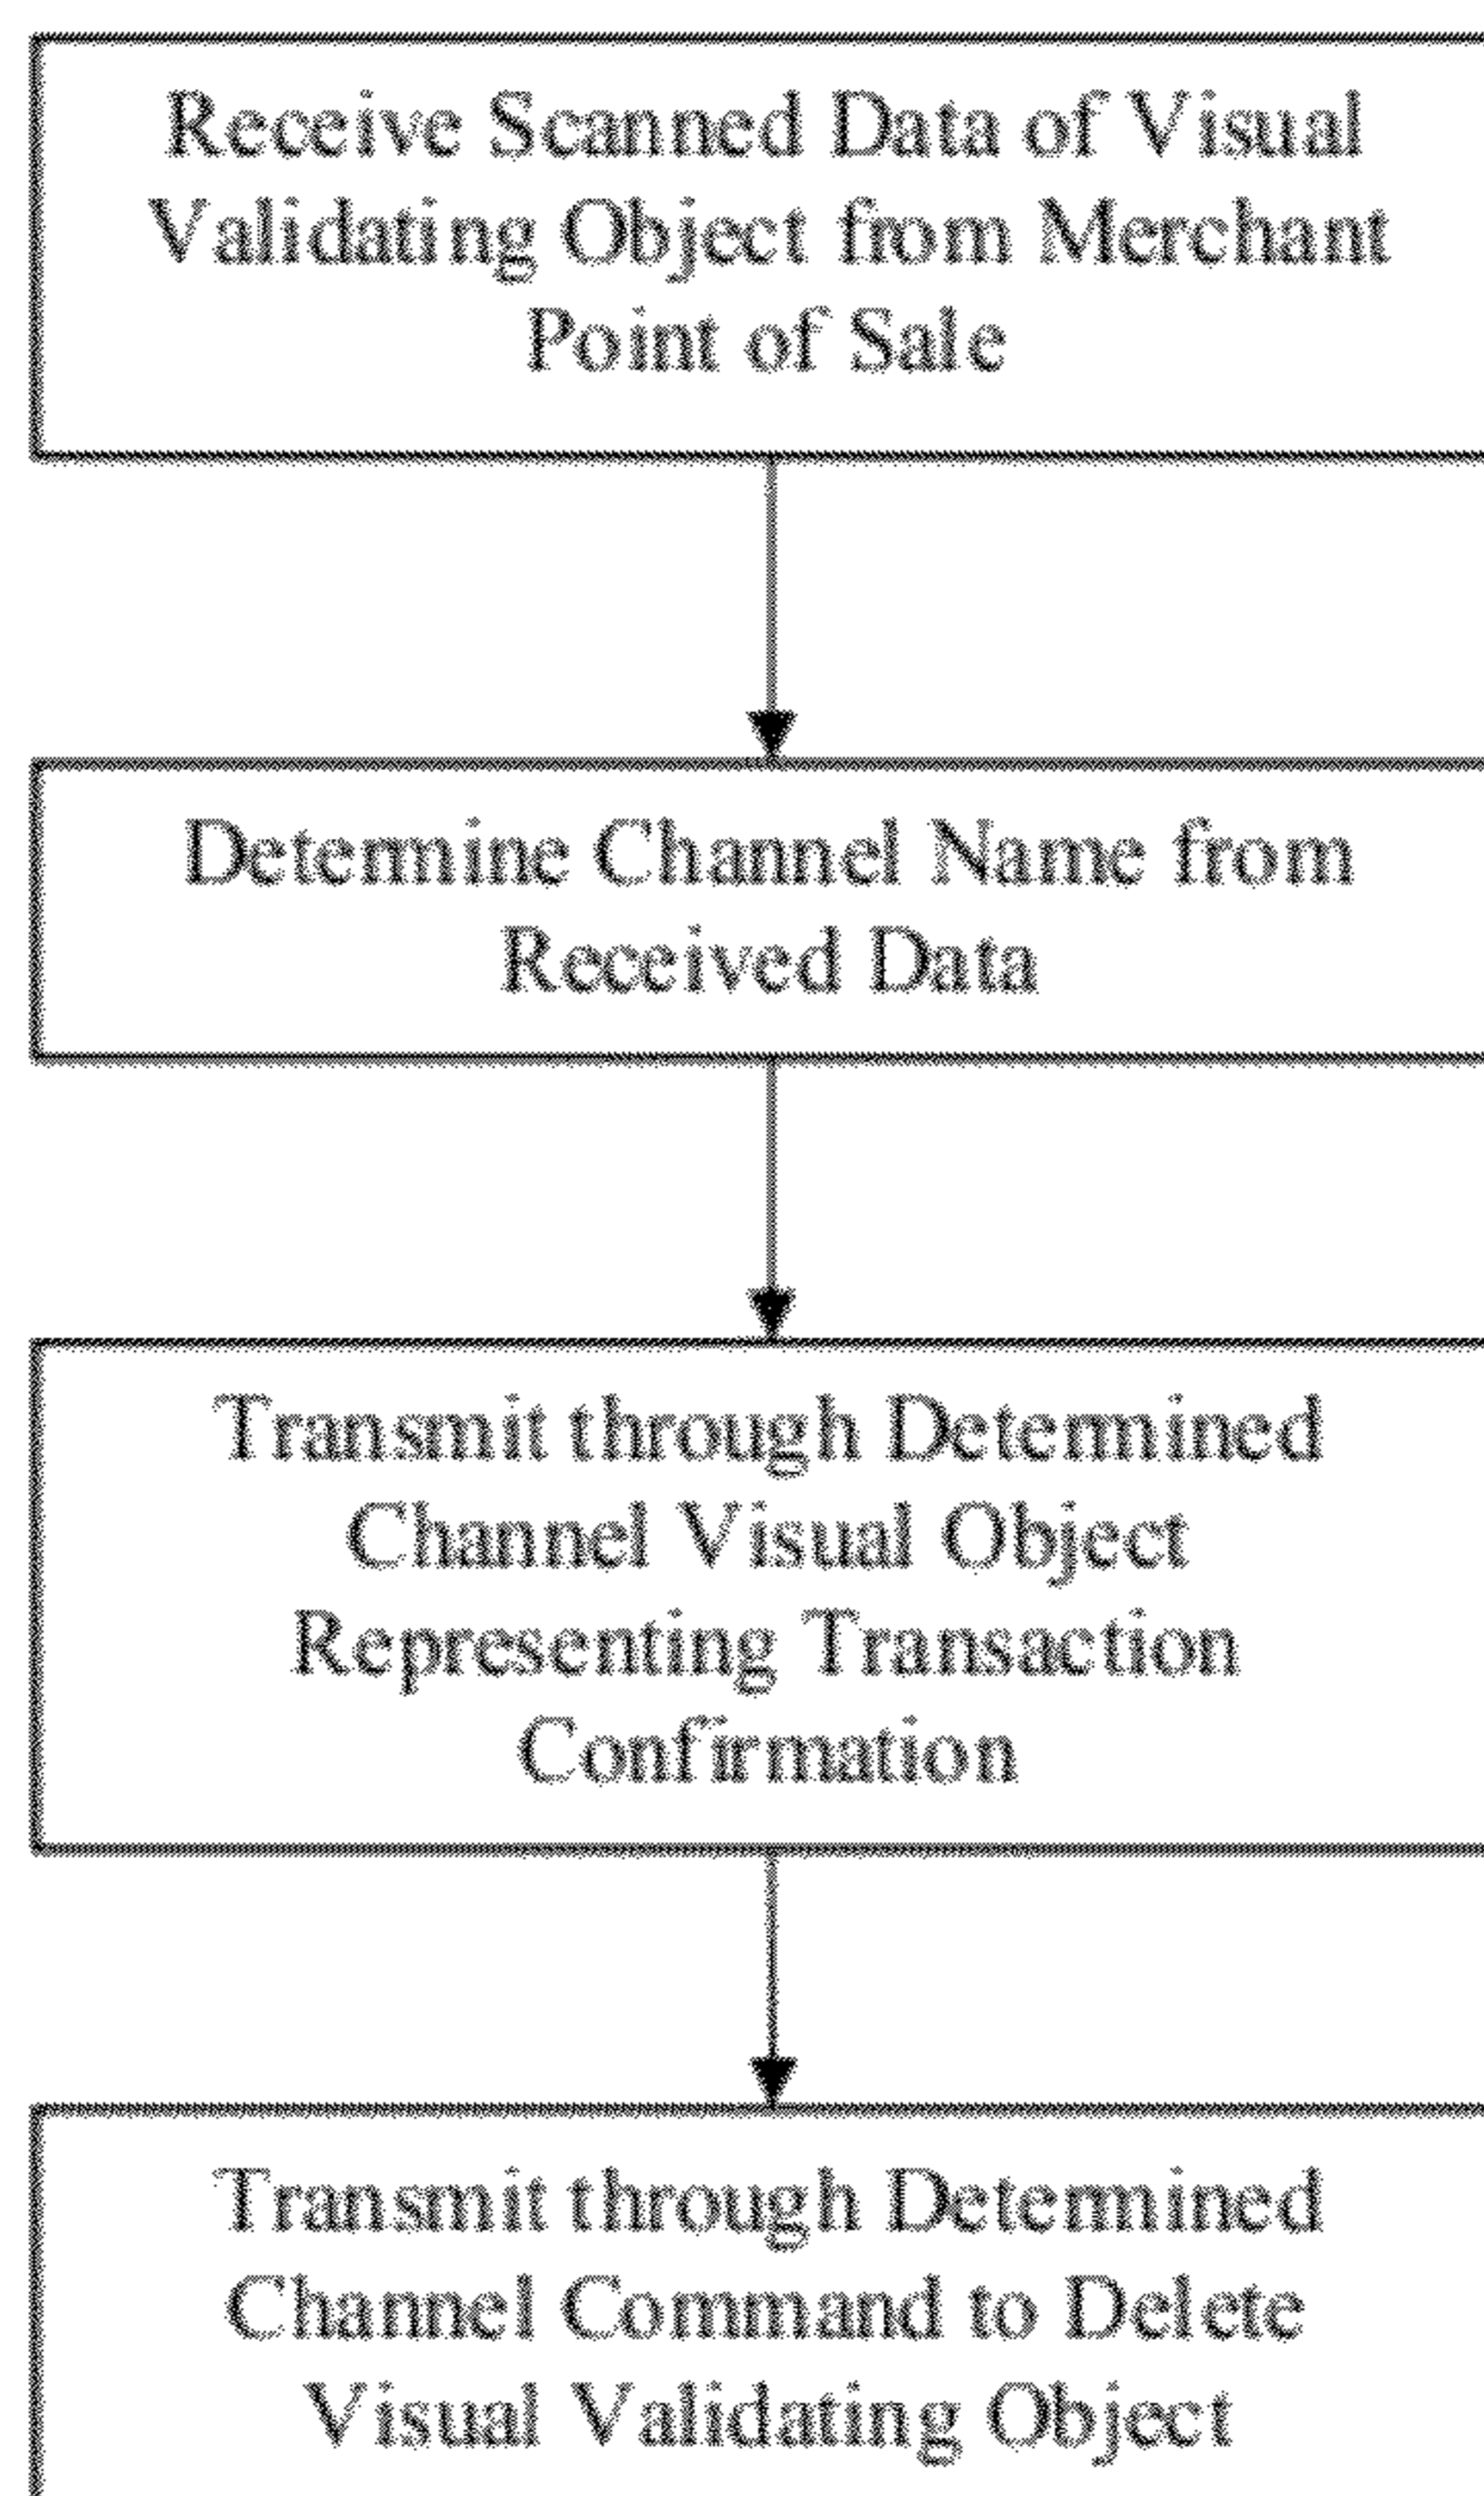 Receive Scanned Data of Visual
Validating Object from Merchant
Point of Sale
Determine Channel Name from
Received Data
Transmit through Determined
Channel Visual Object
Representing Transaction
Confirmation
Transmit through Determined
Channel Command to Delete
Visual Validating Object